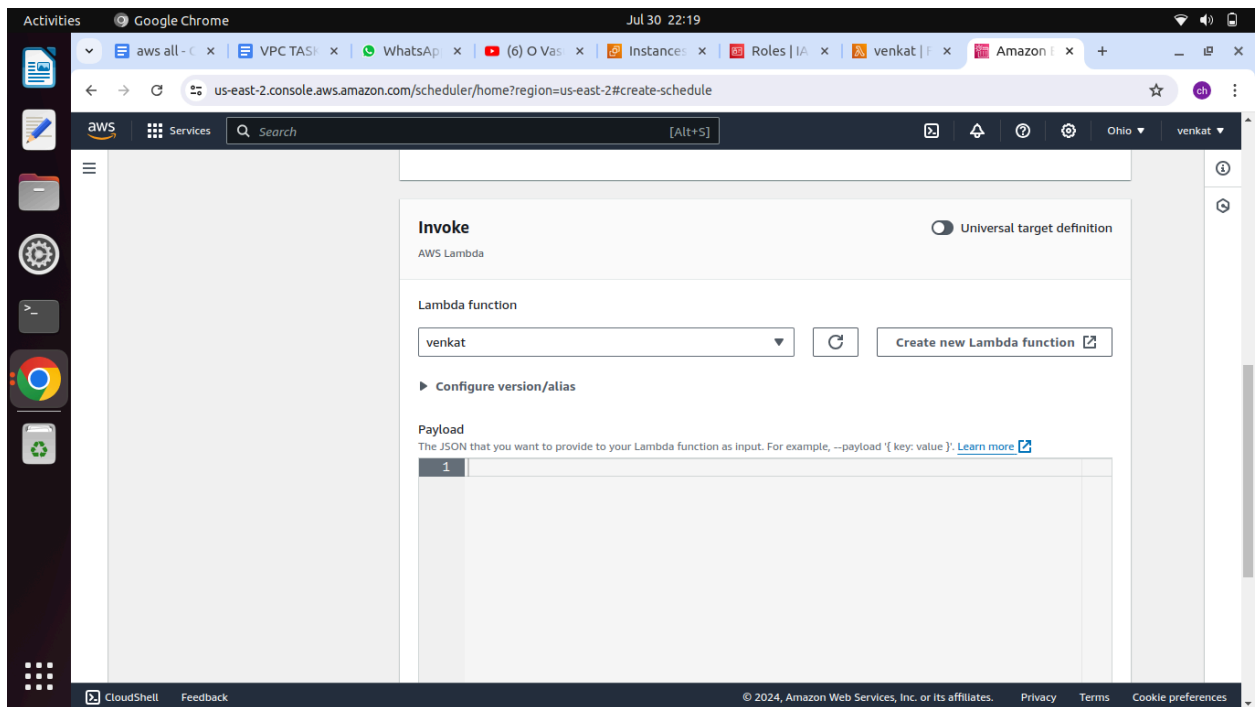 Activities Google Chrome Jul 30 22:19
aws all - G VPC TASK WhatsAp (6) O Vas Instances Roles | IA venkat | F Amazon E
us-east-2.console.aws.amazon.com/scheduler/home?region=us-east-2#create-schedule ch
aws Services Search [Alt+S] Ohio venkat
Invoke Universal target definition
AWS Lambda
Lambda function
venkat Create new Lambda function
Configure version/alias
Payload
The JSON that you want to provide to your Lambda function as input. For example, --payload '{ key: value }'. Learn more
1
CloudShell Feedback © 2024, Amazon Web Services, Inc. or its affiliates. Privacy Terms Cookie preferences